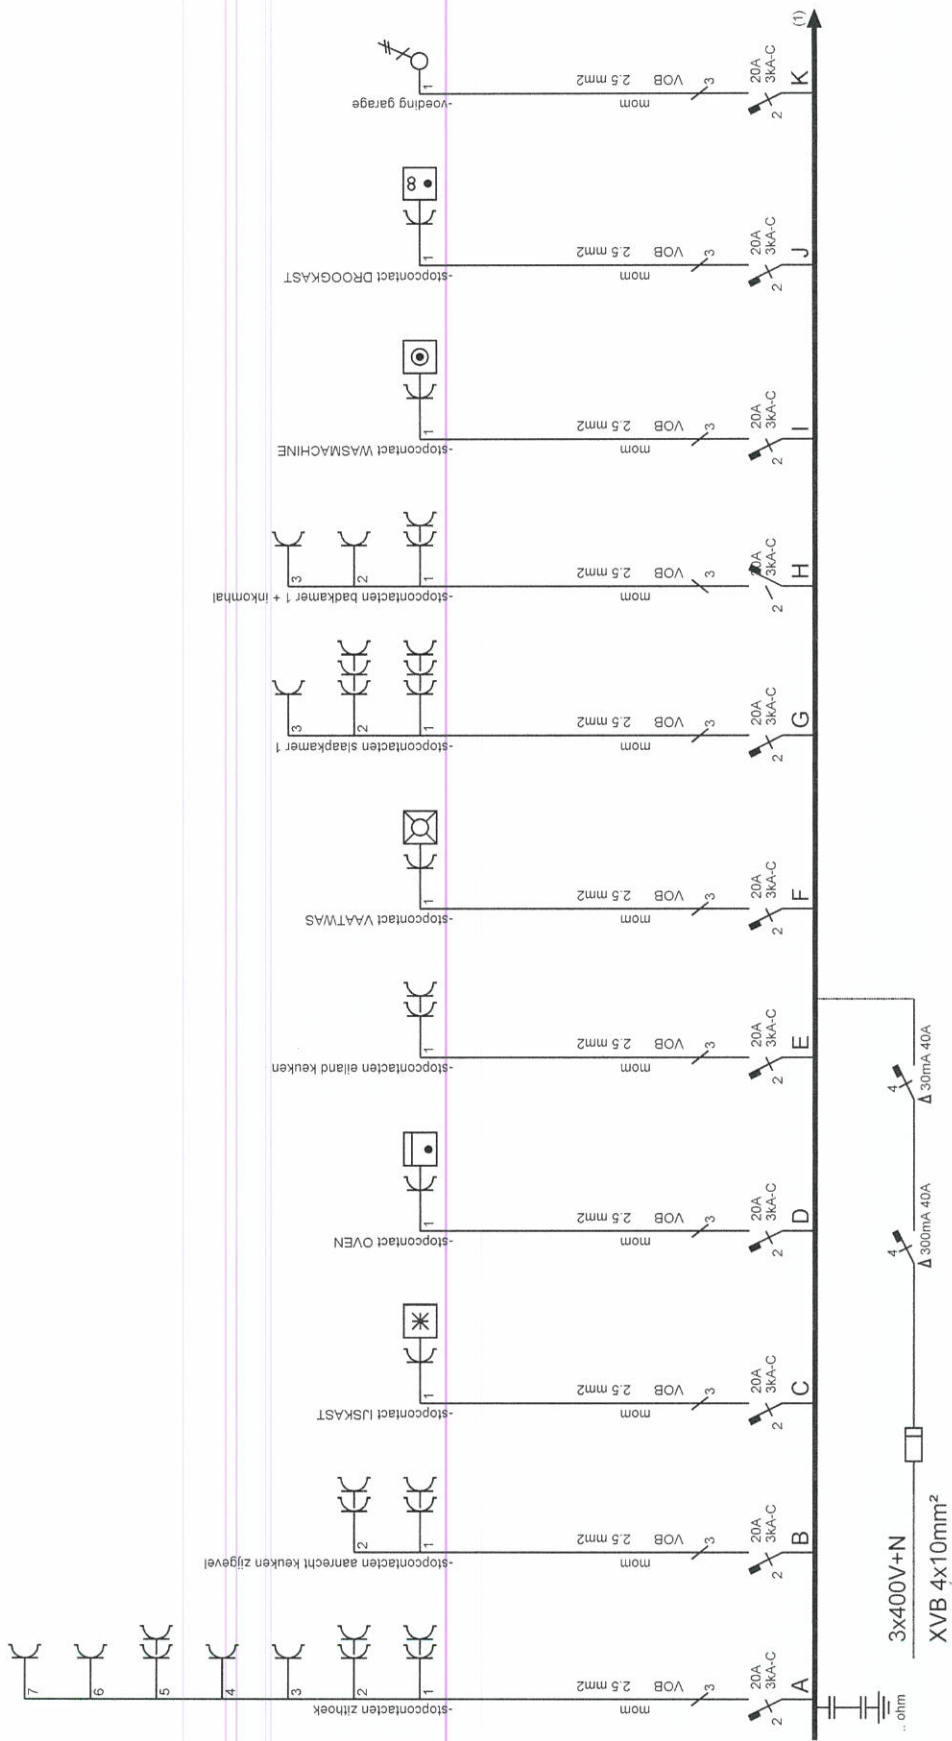 -stopcontacten zithoek
1
2
3
4
5
6
7
mom
VOB 2.5 mm2
3
20A
3kA-C
2
A
-stopcontacten aanrecht keuken zijgevel
1
2
mom
VOB 2.5 mm2
3
20A
3kA-C
2
B
-stopcontact IJSKAST
1
mom
VOB 2.5 mm2
3
20A
3kA-C
2
C
-stopcontact OVEN
1
mom
VOB 2.5 mm2
3
20A
3kA-C
2
D
-stopcontacten eiland keuken
1
mom
VOB 2.5 mm2
3
20A
3kA-C
2
E
-stopcontact VAATWAS
1
mom
VOB 2.5 mm2
3
20A
3kA-C
2
F
-stopcontacten slaapkamer 1
1
2
3
mom
VOB 2.5 mm2
3
20A
3kA-C
2
G
-stopcontacten badkamer 1 + inkomhal
1
2
3
mom
VOB 2.5 mm2
3
20A
3kA-C
2
H
-stopcontact WASMACHINE
1
mom
VOB 2.5 mm2
3
20A
3kA-C
2
I
-stopcontact DROOGKAST
1
mom
VOB 2.5 mm2
3
20A
3kA-C
2
J
-voeding garage
1
mom
VOB 2.5 mm2
3
20A
3kA-C
2
K
(1)
.. ohm
3x400V+N
XVB 4x10mm²
4
Δ 300mA 40A
4
Δ 30mA 40A